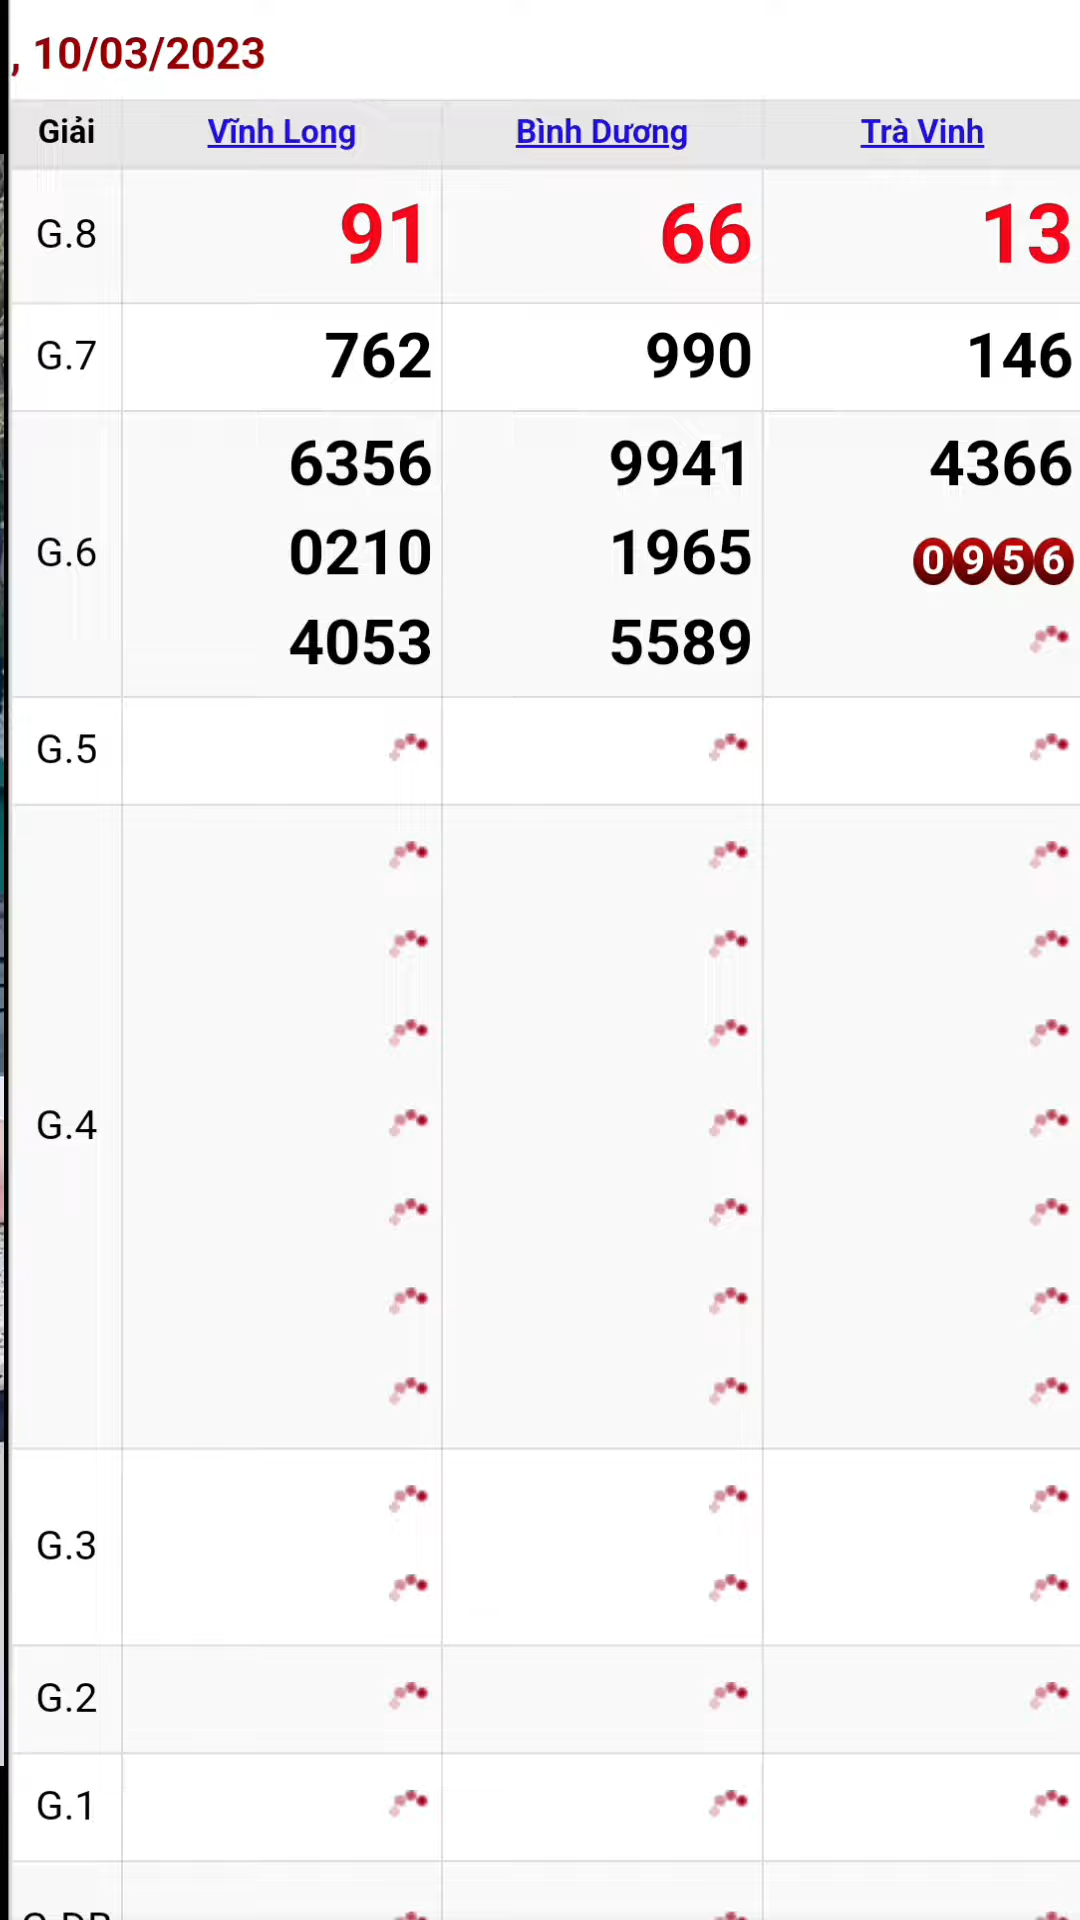 , 10/03/2023
Giải Vĩnh Long Bình Dương Trà Vinh
G.8 91 66 13
G.7 762 990 146
G.6
6356 9941 4366
0210 1965 0956
4053 5589
G.5
G.4
G.3
G.2
G.1